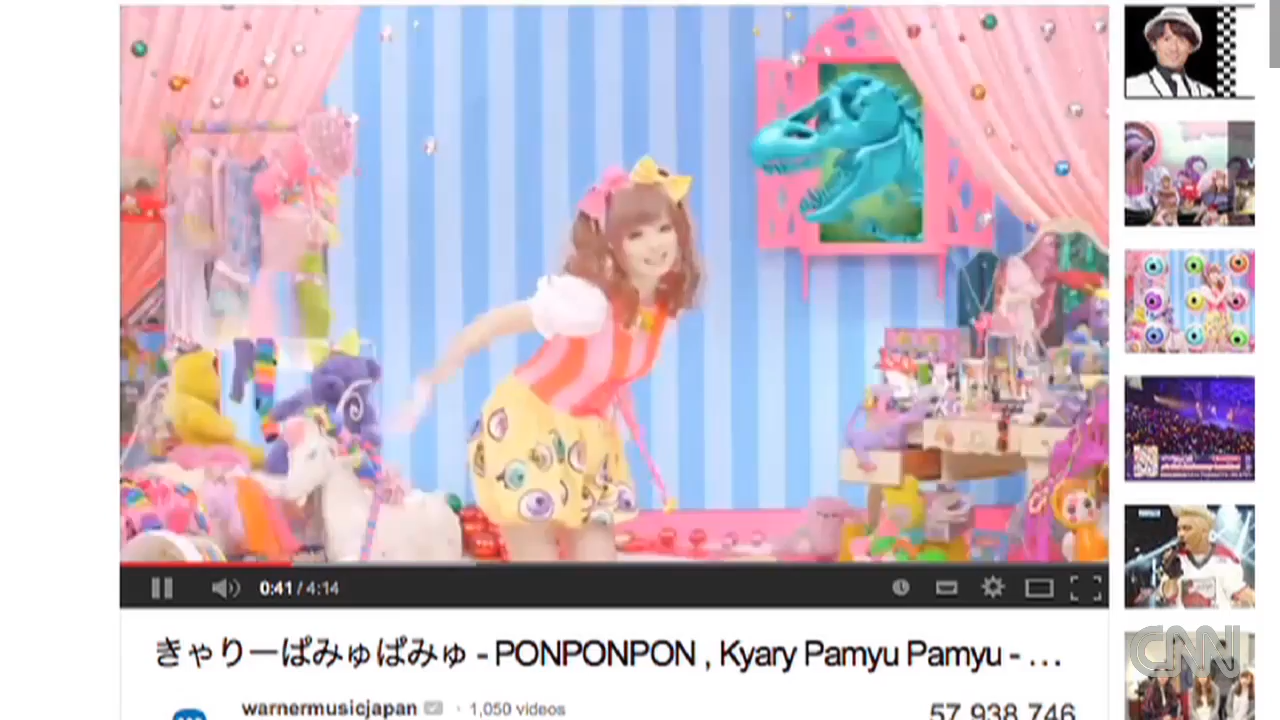 0:41 / 4:14
きゃりーぱみゅぱみゅ - PONPONPON , Kyary Pamyu Pamyu - ...
warnermusicjapan · 1,050 videos
57,938,746
CNN